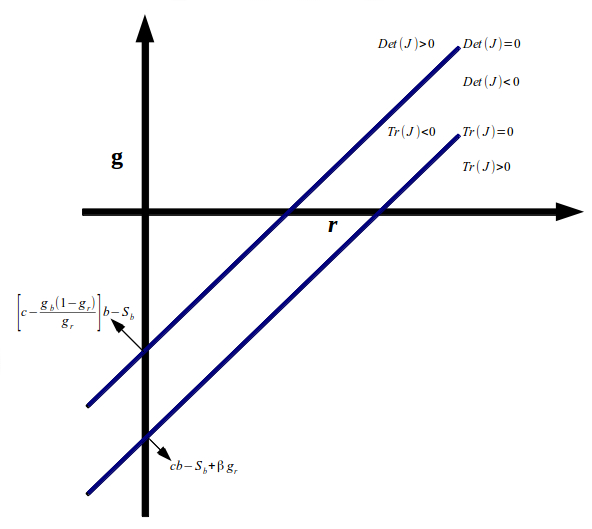 Det(J)>0 Det(J)=0
Det(J)<0
Tr(J)<0 Tr(J)=0
g
Tr(J)>0
r
[c−g_b(1−g_r)/g_r]b−S_b
cb−S_b+βg_r